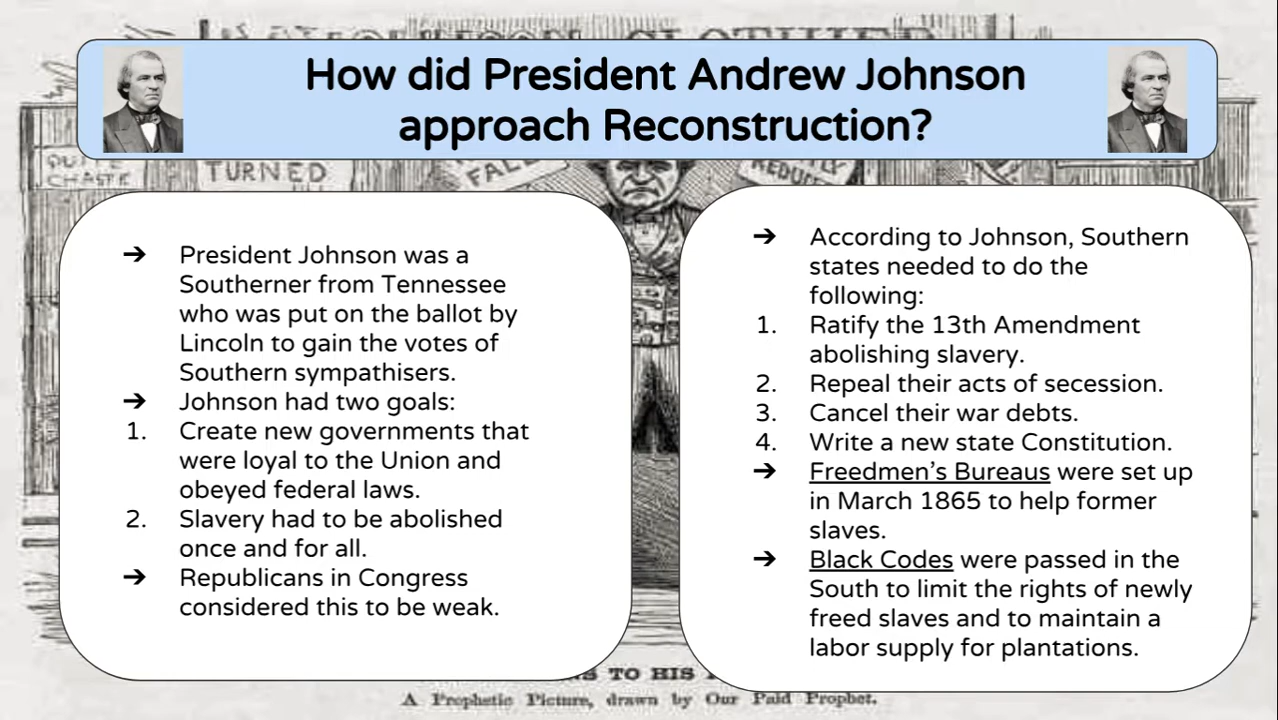 How did President Andrew Johnson
approach Reconstruction?
QUITE
CHASTE
TURNED
FALL
➔ President Johnson was a
Southerner from Tennessee
who was put on the ballot by
Lincoln to gain the votes of
Southern sympathisers.
➔ Johnson had two goals:
1. Create new governments that
were loyal to the Union and
obeyed federal laws.
2. Slavery had to be abolished
once and for all.
➔ Republicans in Congress
considered this to be weak.
➔ According to Johnson, Southern
states needed to do the
following:
1. Ratify the 13th Amendment
abolishing slavery.
2. Repeal their acts of secession.
3. Cancel their war debts.
4. Write a new state Constitution.
➔ Freedmen’s Bureaus were set up
in March 1865 to help former
slaves.
➔ Black Codes were passed in the
South to limit the rights of newly
freed slaves and to maintain a
labor supply for plantations.
TO HIS
A Prophetic Picture, drawn by Our Paid Prophet.